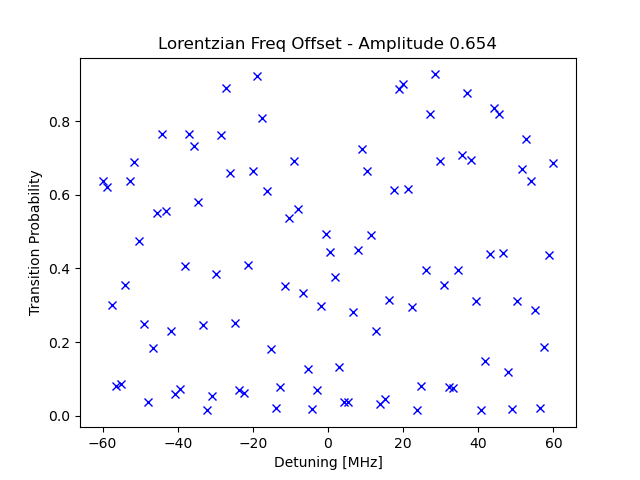 Lorentzian Freq Offset - Amplitude 0.654
Transition Probability
0.8
0.6
0.4
0.2
0.0
−60 −40 −20 0 20 40 60
Detuning [MHz]